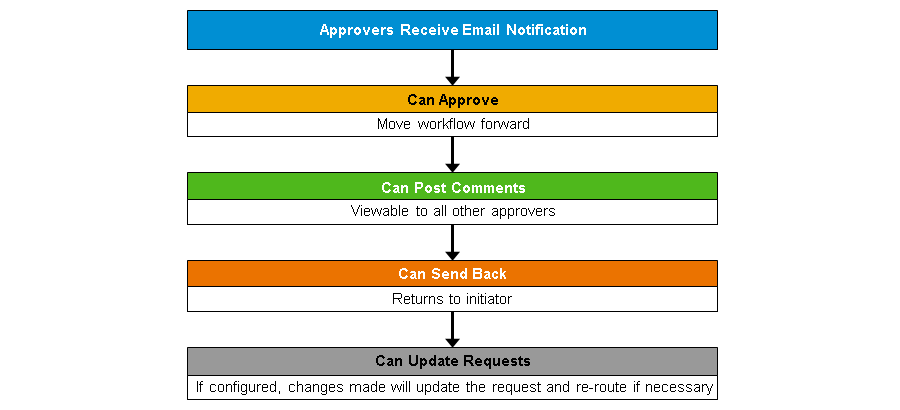 Approvers Receive Email Notification
Can Approve
Move workflow forward
Can Post Comments
Viewable to all other approvers
Can Send Back
Returns to initiator
Can Update Requests
If configured, changes made will update the request and re-route if necessary